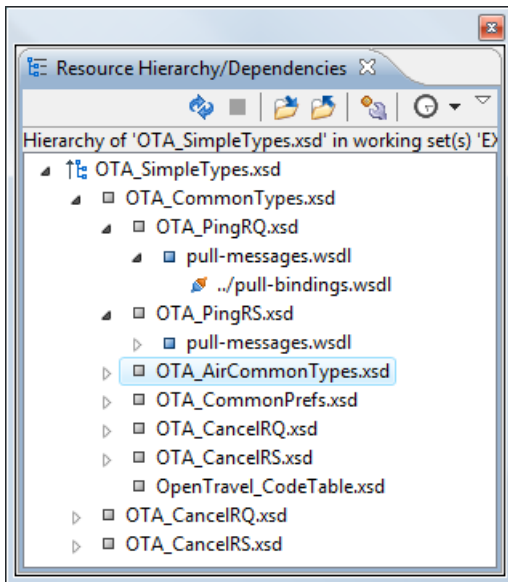 Resource Hierarchy/Dependencies
Hierarchy of 'OTA_SimpleTypes.xsd' in working set(s) 'EX
OTA_SimpleTypes.xsd
OTA_CommonTypes.xsd
OTA_PingRQ.xsd
pull-messages.wsdl
../pull-bindings.wsdl
OTA_PingRS.xsd
pull-messages.wsdl
OTA_AirCommonTypes.xsd
OTA_CommonPrefs.xsd
OTA_CancelRQ.xsd
OTA_CancelRS.xsd
OpenTravel_CodeTable.xsd
OTA_CancelRQ.xsd
OTA_CancelRS.xsd